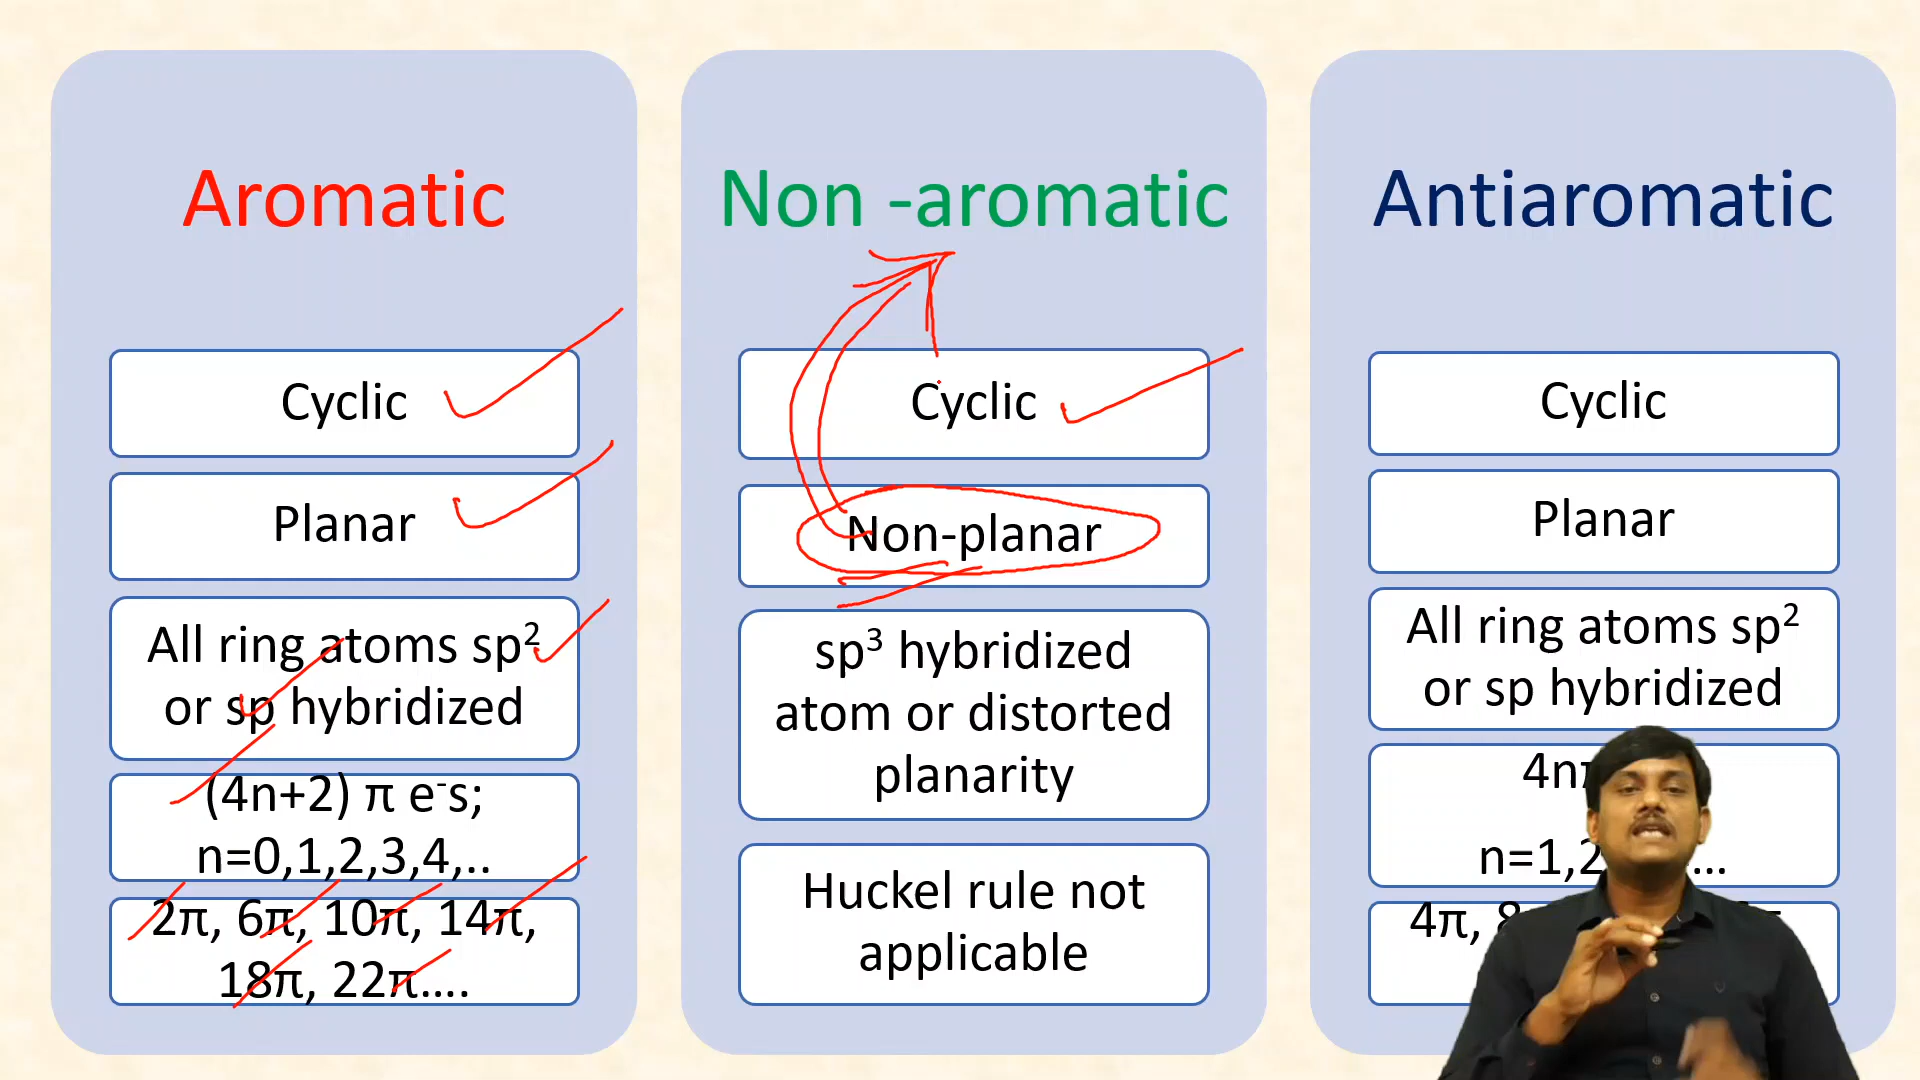 Aromatic
Cyclic
Planar
All ring atoms sp²
or sp hybridized
(4n+2) π e⁻s;
n=0,1,2,3,4,..
2π, 6π, 10π, 14π,
18π, 22π....
Non -aromatic
Cyclic
Non-planar
sp³ hybridized
atom or distorted
planarity
Huckel rule not
applicable
Antiaromatic
Cyclic
Planar
All ring atoms sp²
or sp hybridized
4nπ
n=1,2 ...
4π, 8